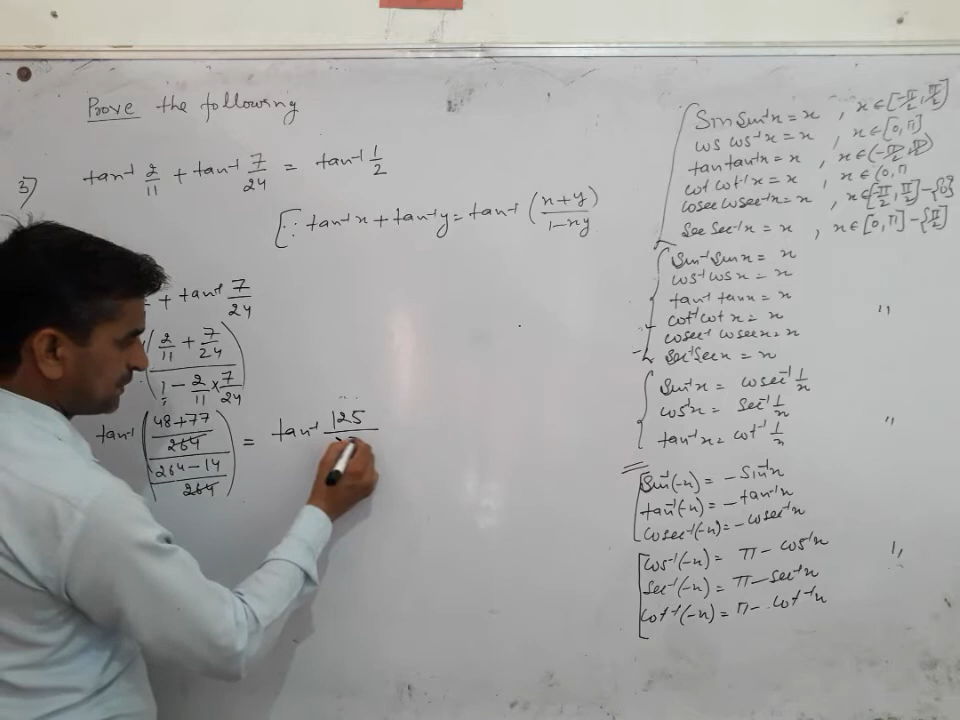 Prove the following
3) tan⁻¹ 2/11 + tan⁻¹ 7/24 = tan⁻¹ 1/2
[∵ tan⁻¹x + tan⁻¹y = tan⁻¹ (x+y / 1-xy)
+ tan⁻¹ 7/24
(2/11 + 7/24 / 1 - 2/11 × 7/24)
tan⁻¹ (48+77 / 264 / 264-14 / 264) = tan⁻¹ 125
Sin Sin⁻¹x = x , x ∈ [-π/2, π/2]
cos cos⁻¹x = x , x ∈ [0, π]
tan tan⁻¹x = x , x ∈ (-π/2, π/2)
cot cot⁻¹x = x , x ∈ (0, π
cosec cosec⁻¹x = x , x ∈ [-π/2, π/2] - {0}
Sec Sec⁻¹x = x , x ∈ [0, π] - {π/2}
Sin⁻¹ Sin x = x
cos⁻¹ cos x = x
tan⁻¹ tan x = x
cot⁻¹ cot x = x "
cosec⁻¹ cosec x = x
Sec⁻¹ Sec x = x
Sin⁻¹x = cosec⁻¹ 1/x
cos⁻¹x = Sec⁻¹ 1/x "
tan⁻¹x = cot⁻¹ 1/x
Sin⁻¹(-x) = - Sin⁻¹x
tan⁻¹(-x) = - tan⁻¹x
cosec⁻¹(-x) = - cosec⁻¹x
cos⁻¹(-x) = π - cos⁻¹x "
Sec⁻¹(-x) = π - Sec⁻¹x
cot⁻¹(-x) = π - cot⁻¹x